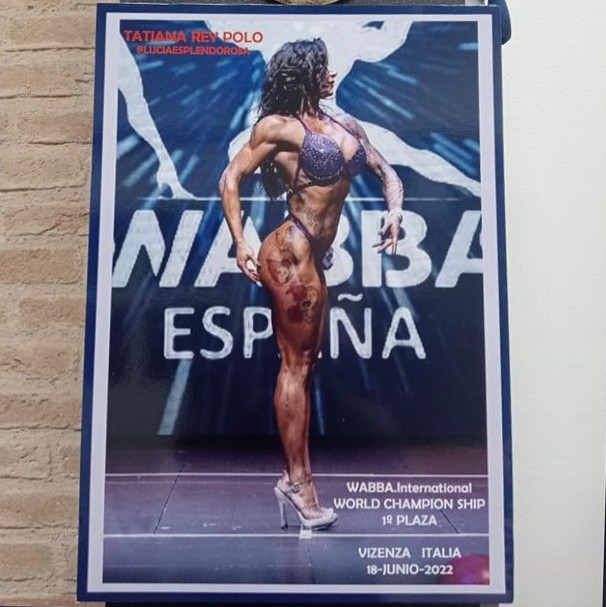 TATIANA REY POLO
@LUCIAESPLENDOROSA
WABBA
ESPAÑA
WABBA.International
WORLD CHAMPION SHIP
1º PLAZA
VIZENZA ITALIA
18-JUNIO-2022